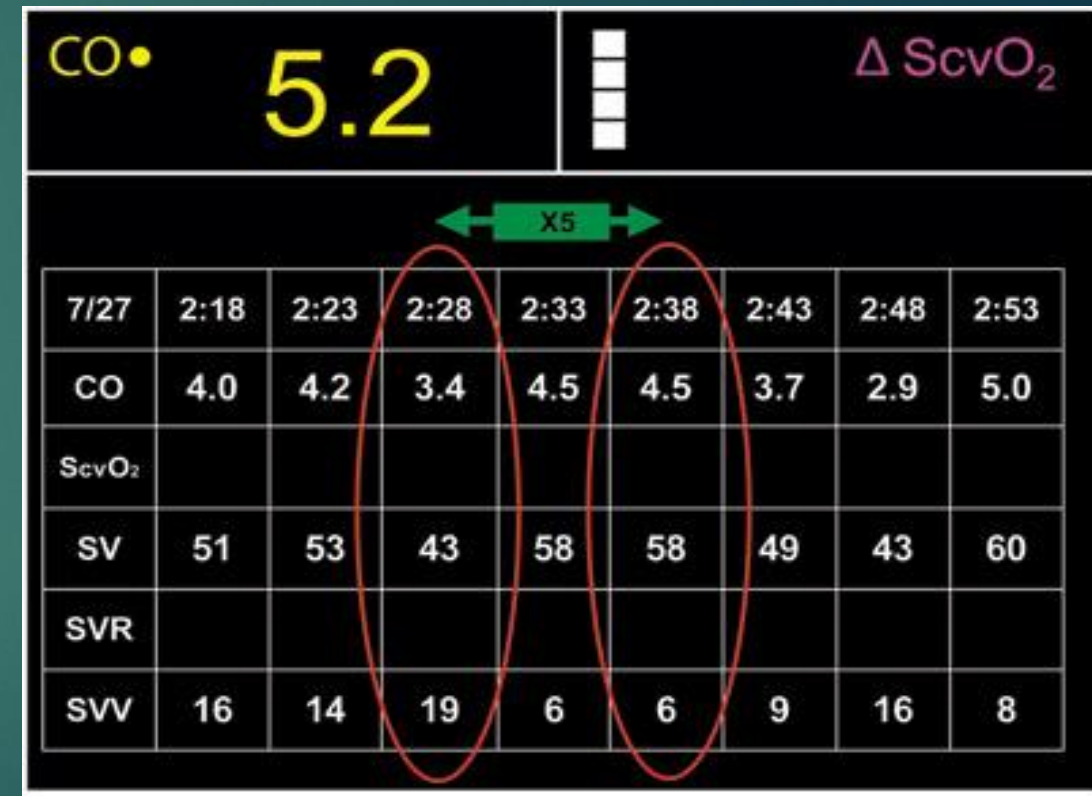 CO• 5.2 Δ ScvO₂
X5
7/27 2:18 2:23 2:28 2:33 2:38 2:43 2:48 2:53
CO 4.0 4.2 3.4 4.5 4.5 3.7 2.9 5.0
ScvO₂
SV 51 53 43 58 58 49 43 60
SVR
SVV 16 14 19 6 6 9 16 8